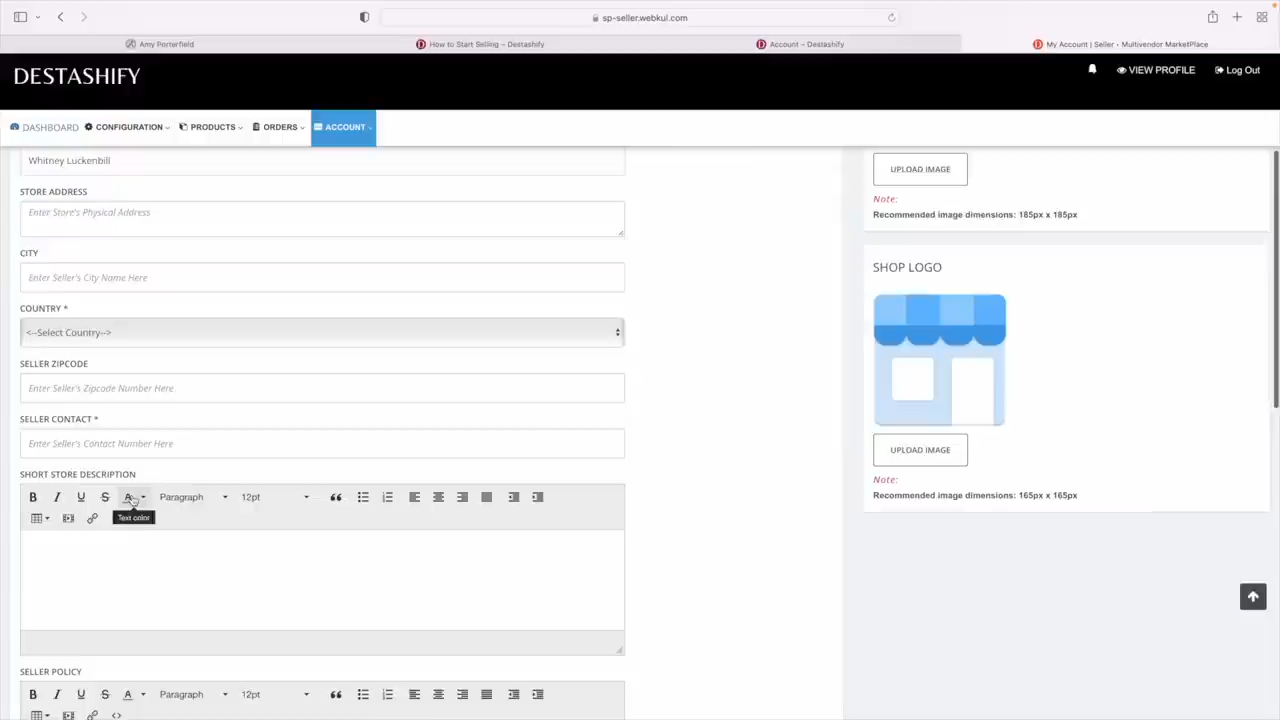 sp-seller.webkul.com
Amy Porterfield
How to Start Selling – Destashify
Account – Destashify
My Account | Seller • Multivendor MarketPlace
DESTASHIFY
VIEW PROFILE
Log Out
DASHBOARD
CONFIGURATION
PRODUCTS
ORDERS
ACCOUNT
Whitney Luckenbill
STORE ADDRESS
Enter Store's Physical Address
CITY
Enter Seller's City Name Here
COUNTRY *
<--Select Country-->
SELLER ZIPCODE
Enter Seller's Zipcode Number Here
SELLER CONTACT *
Enter Seller's Contact Number Here
SHORT STORE DESCRIPTION
B I U S A Paragraph 12pt
Text color
SELLER POLICY
B I U S A Paragraph 12pt
UPLOAD IMAGE
Note:
Recommended image dimensions: 185px x 185px
SHOP LOGO
UPLOAD IMAGE
Note:
Recommended image dimensions: 165px x 165px